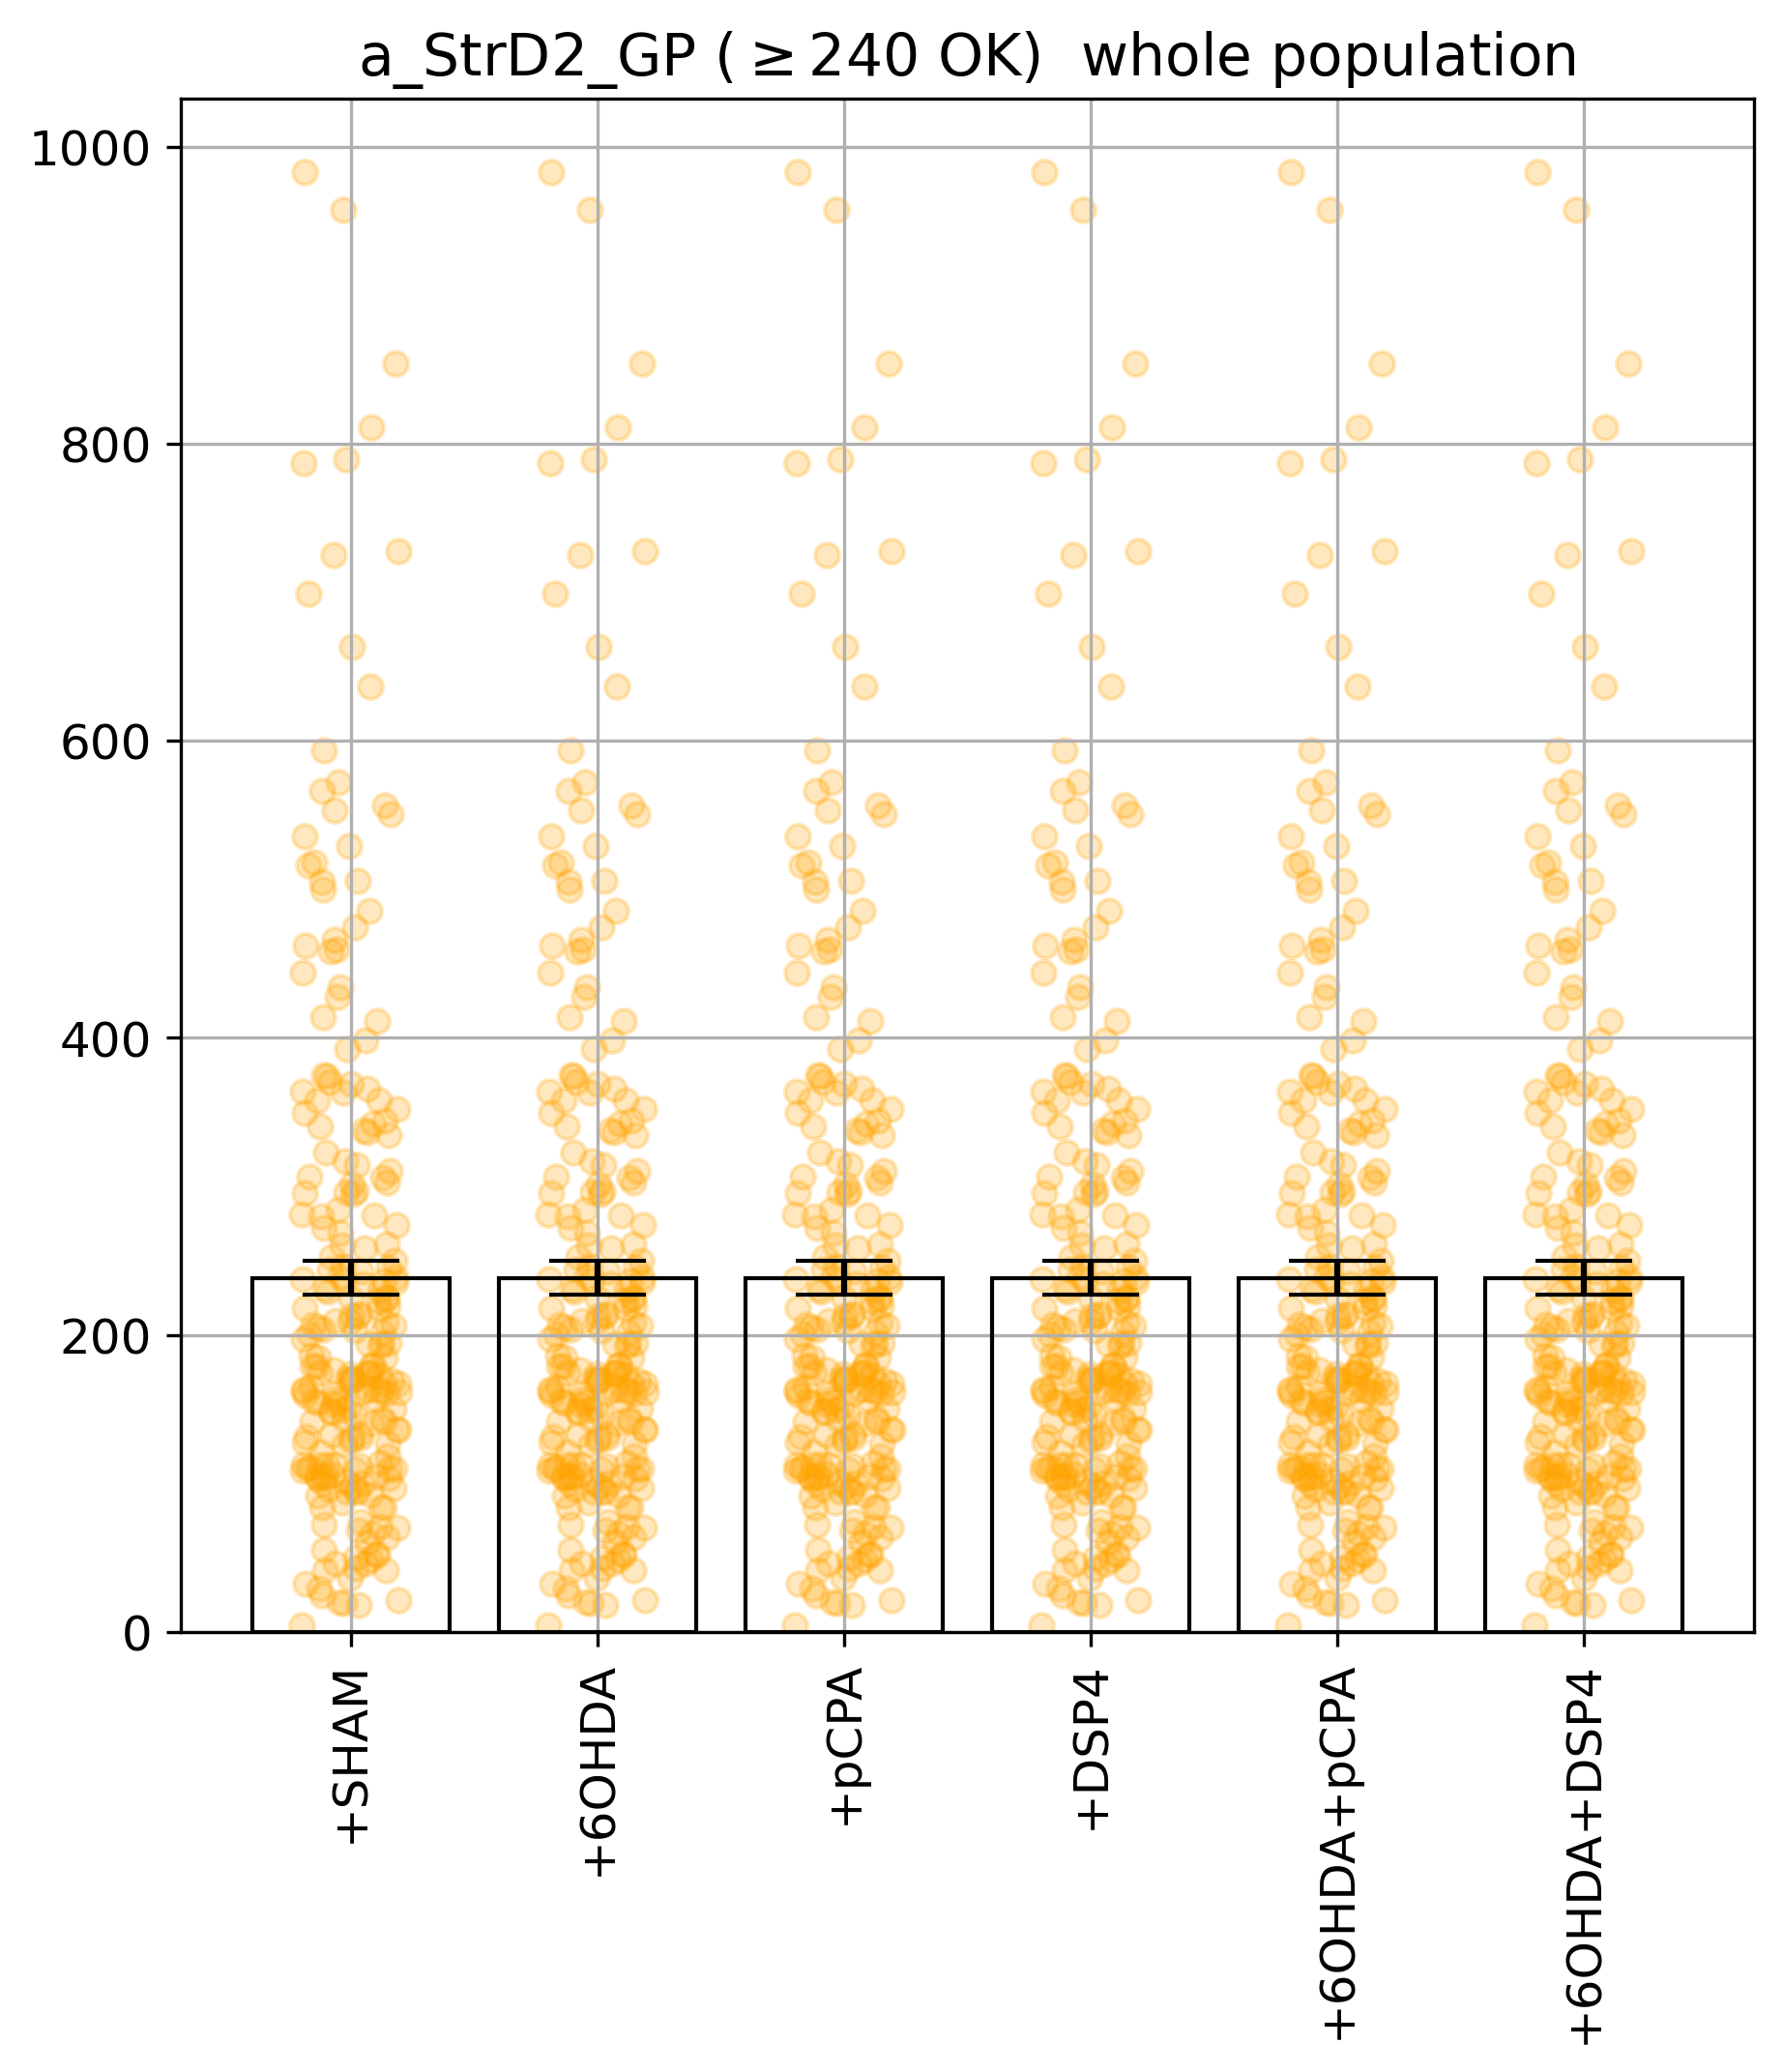 a_StrD2_GP (≥240 OK)  whole population
1000
800
600
400
200
0
+SHAM
+6OHDA
+pCPA
+DSP4
+6OHDA+pCPA
+6OHDA+DSP4